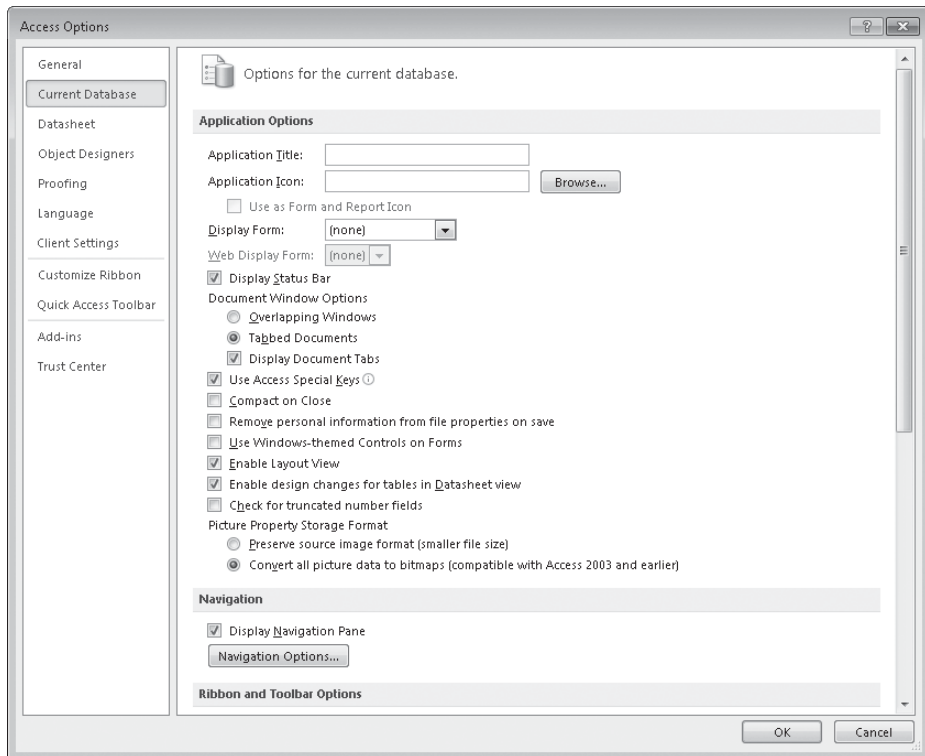 Access Options
General
Current Database
Datasheet
Object Designers
Proofing
Language
Client Settings
Customize Ribbon
Quick Access Toolbar
Add-ins
Trust Center
Options for the current database.
Application Options
Application Title:
Application Icon:
Browse...
Use as Form and Report Icon
Display Form: (none)
Web Display Form: (none)
Display Status Bar
Document Window Options
Overlapping Windows
Tabbed Documents
Display Document Tabs
Use Access Special Keys
Compact on Close
Remove personal information from file properties on save
Use Windows-themed Controls on Forms
Enable Layout View
Enable design changes for tables in Datasheet view
Check for truncated number fields
Picture Property Storage Format
Preserve source image format (smaller file size)
Convert all picture data to bitmaps (compatible with Access 2003 and earlier)
Navigation
Display Navigation Pane
Navigation Options...
Ribbon and Toolbar Options
OK Cancel